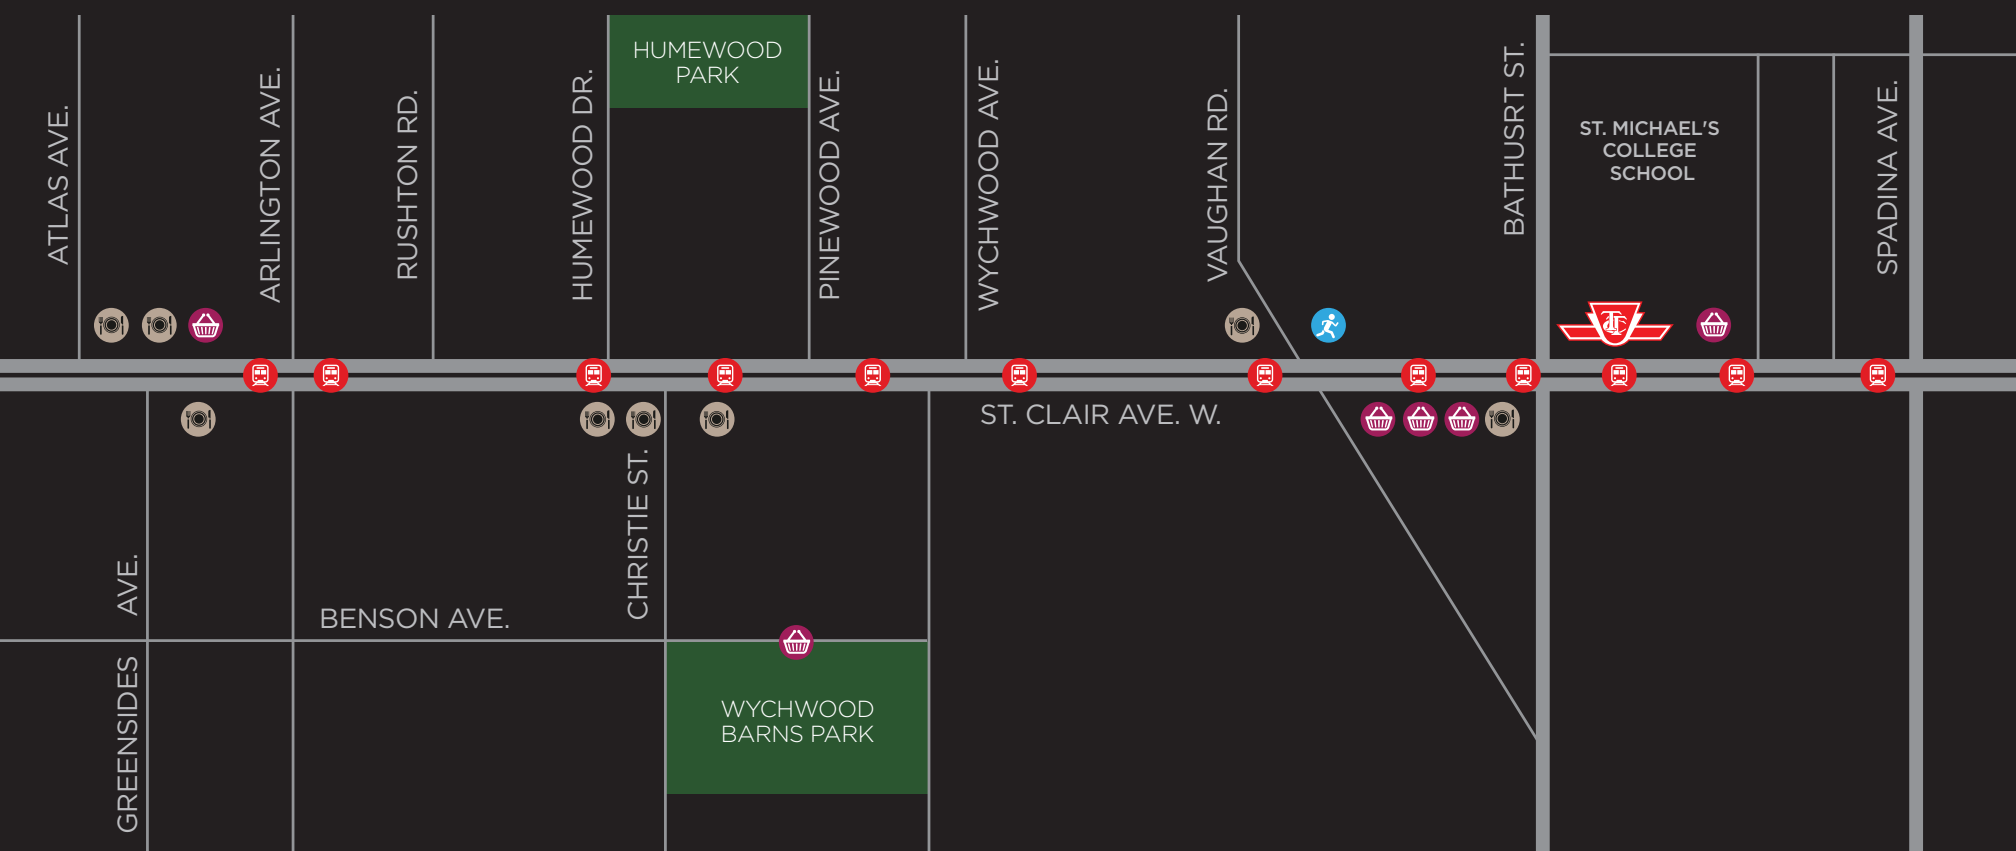 HUMEWOOD
PARK
ATLAS AVE.
ARLINGTON AVE.
RUSHTON RD.
HUMEWOOD DR.
PINEWOOD AVE.
WYCHWOOD AVE.
VAUGHAN RD.
BATHUSRT ST.
ST. MICHAEL'S
COLLEGE
SCHOOL
SPADINA AVE.
TTC
ST. CLAIR AVE. W.
CHRISTIE ST.
GREENSIDES AVE.
BENSON AVE.
WYCHWOOD
BARNS PARK